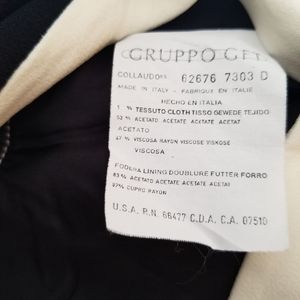 GRUPPO GFT
COLLAUDO 62676 7303 D
MADE IN ITALY - FABRIQUE EN ITALIE
HECHO EN ITALIA
TESSUTO CLOTH TISSO GEWEDE TEJIDO
53 % ACETATO ACETATE ACETATE ACETAT
ACETATO
47 % VISCOSA RAYON VISCOSE VISKOSE
VISCOSA
FODERA LINING DOUBLURE FUTTER FORRO
63 % ACETATO ACETATE ACETATE ACETAT
37% CUPRO RAYON
U.S.A. R.N. 66477 C.D.A. C.A. 07510